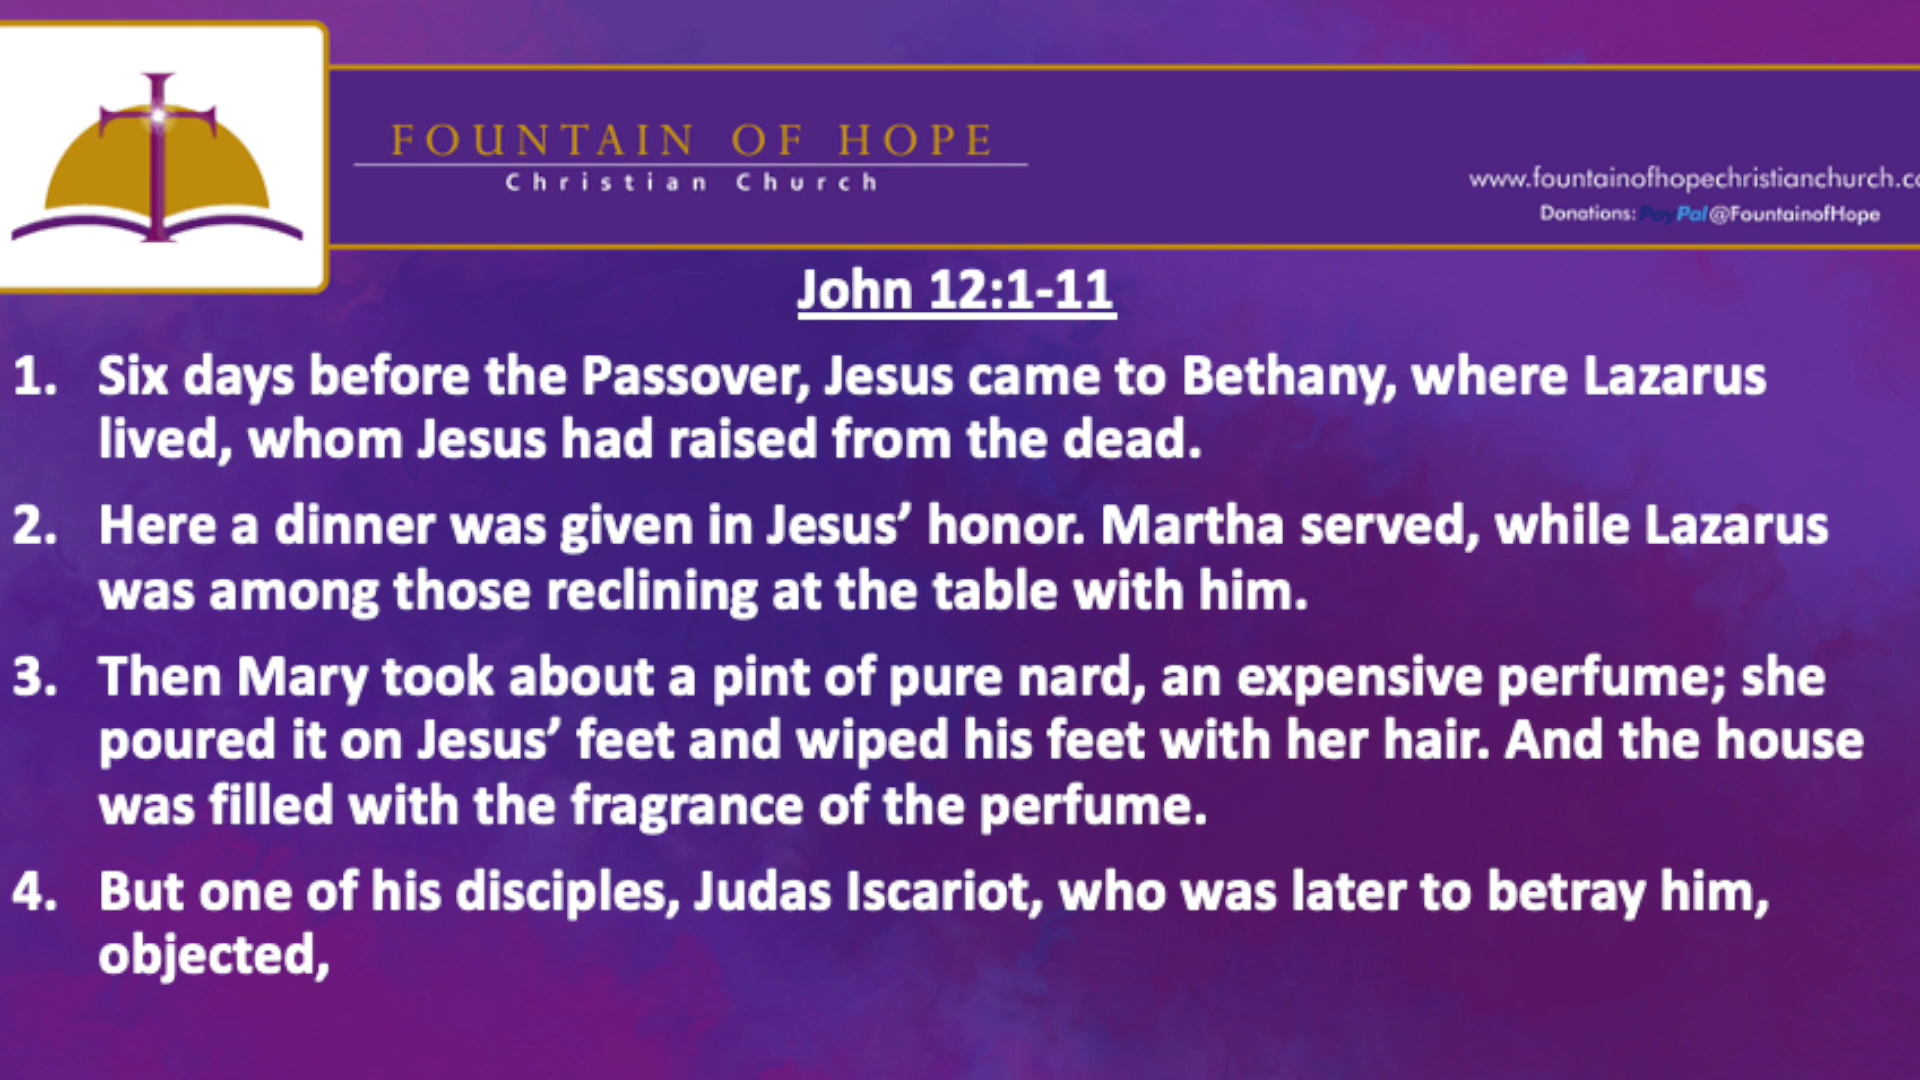 FOUNTAIN OF HOPE
Christian Church
www.fountainofhopechristianchurch.co
Donations: PayPal@FountainofHope
John 12:1-11
1. Six days before the Passover, Jesus came to Bethany, where Lazarus
lived, whom Jesus had raised from the dead.
2. Here a dinner was given in Jesus’ honor. Martha served, while Lazarus
was among those reclining at the table with him.
3. Then Mary took about a pint of pure nard, an expensive perfume; she
poured it on Jesus’ feet and wiped his feet with her hair. And the house
was filled with the fragrance of the perfume.
4. But one of his disciples, Judas Iscariot, who was later to betray him,
objected,